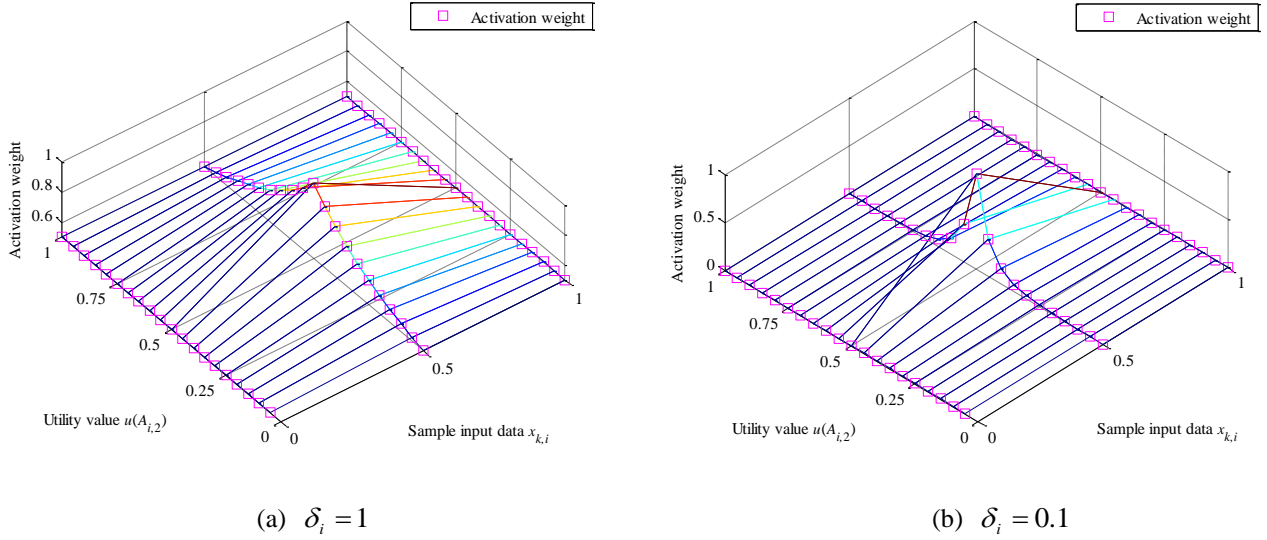 Activation weight
Activation weight
1
0.8
0.6
1
0.75
0.5
0.25
0
0
0.5
1
Utility value u(A_{i,2})
Sample input data x_{k,i}
(a) δ_i = 1
Activation weight
Activation weight
1
0.5
0
1
0.75
0.5
0.25
0
0
0.5
1
Utility value u(A_{i,2})
Sample input data x_{k,i}
(b) δ_i = 0.1